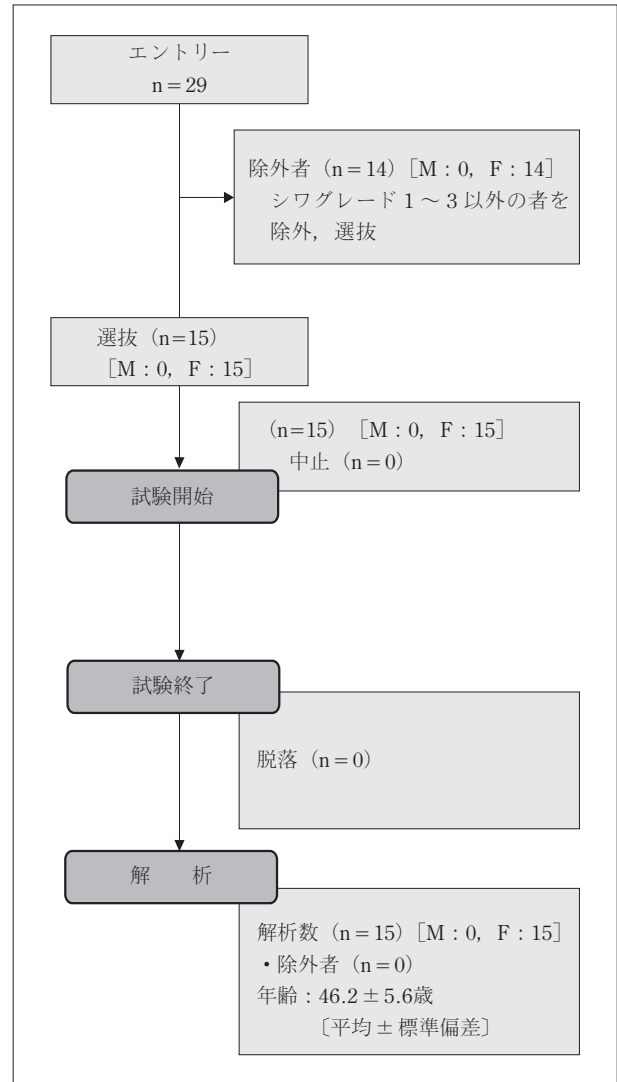 エントリー
n=29
除外者（n=14）［M：0，F：14］
シワグレード 1～3 以外の者を
除外，選抜
選抜（n=15）
［M：0，F：15］
（n=15）［M：0，F：15］
中止（n=0）
試験開始
試験終了
脱落（n=0）
解　析
解析数（n=15）［M：0，F：15］
・除外者（n=0）
年齢：46.2±5.6歳
〔平均±標準偏差〕